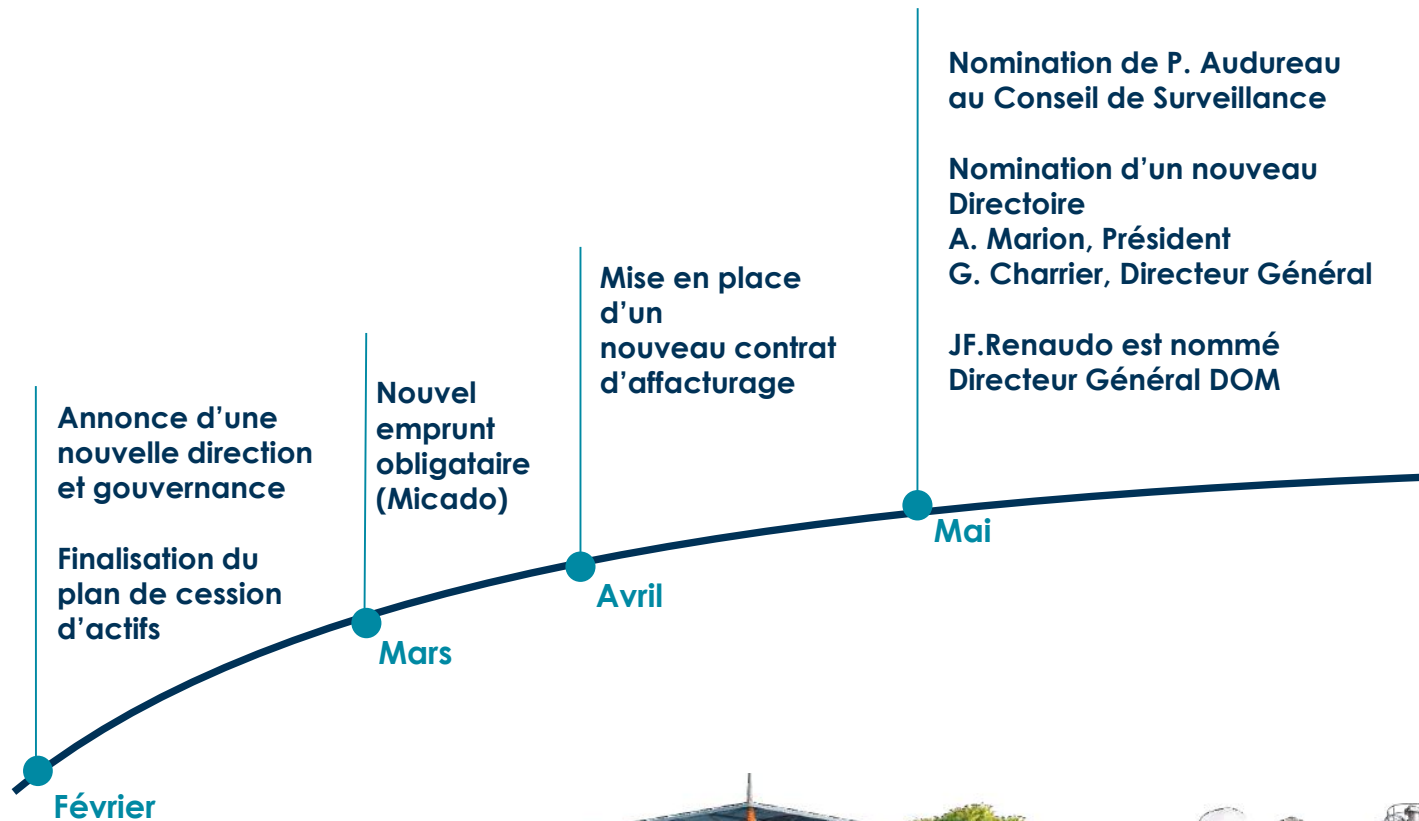 Annonce d’une
nouvelle direction
et gouvernance
Finalisation du
plan de cession
d’actifs
Février
Nouvel
emprunt
obligataire
(Micado)
Mars
Mise en place
d’un
nouveau contrat
d’affacturage
Avril
Nomination de P. Audureau
au Conseil de Surveillance
Nomination d’un nouveau
Directoire
A. Marion, Président
G. Charrier, Directeur Général
JF.Renaudo est nommé
Directeur Général DOM
Mai